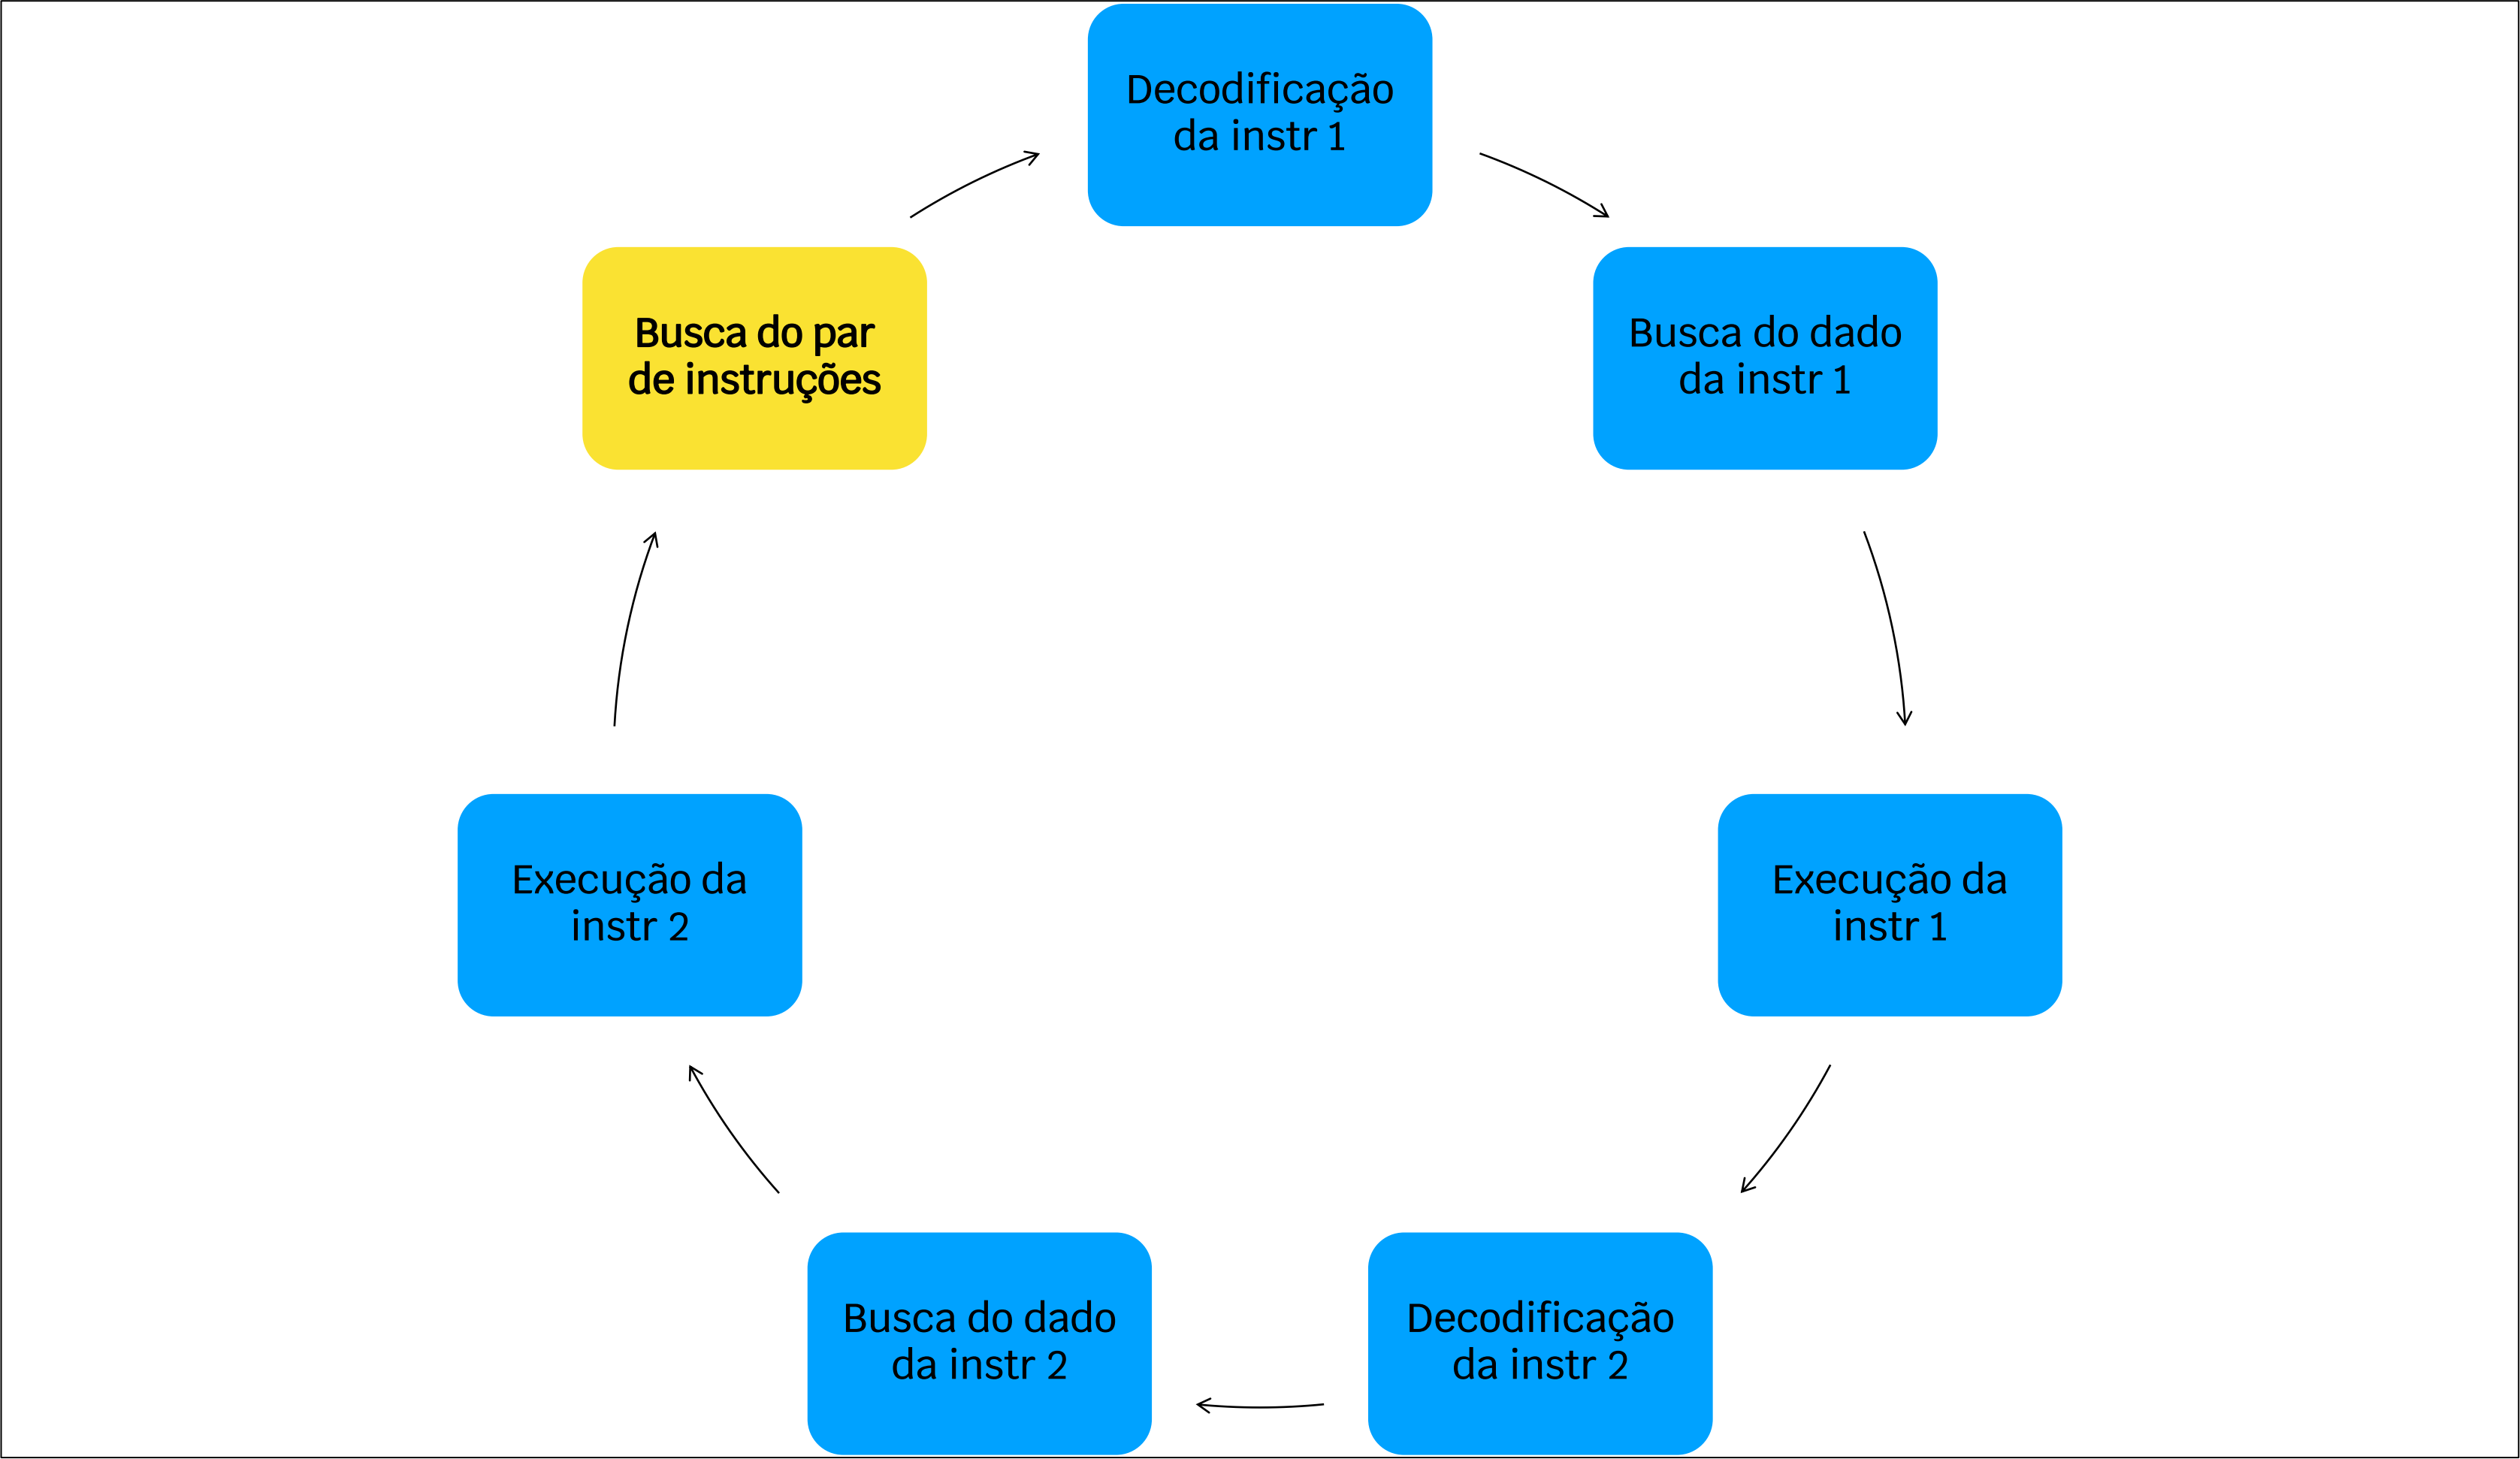 Decodificação
da instr 1
Busca do par
de instruções
Busca do dado
da instr 1
Execução da
instr 2
Execução da
instr 1
Busca do dado
da instr 2
Decodificação
da instr 2